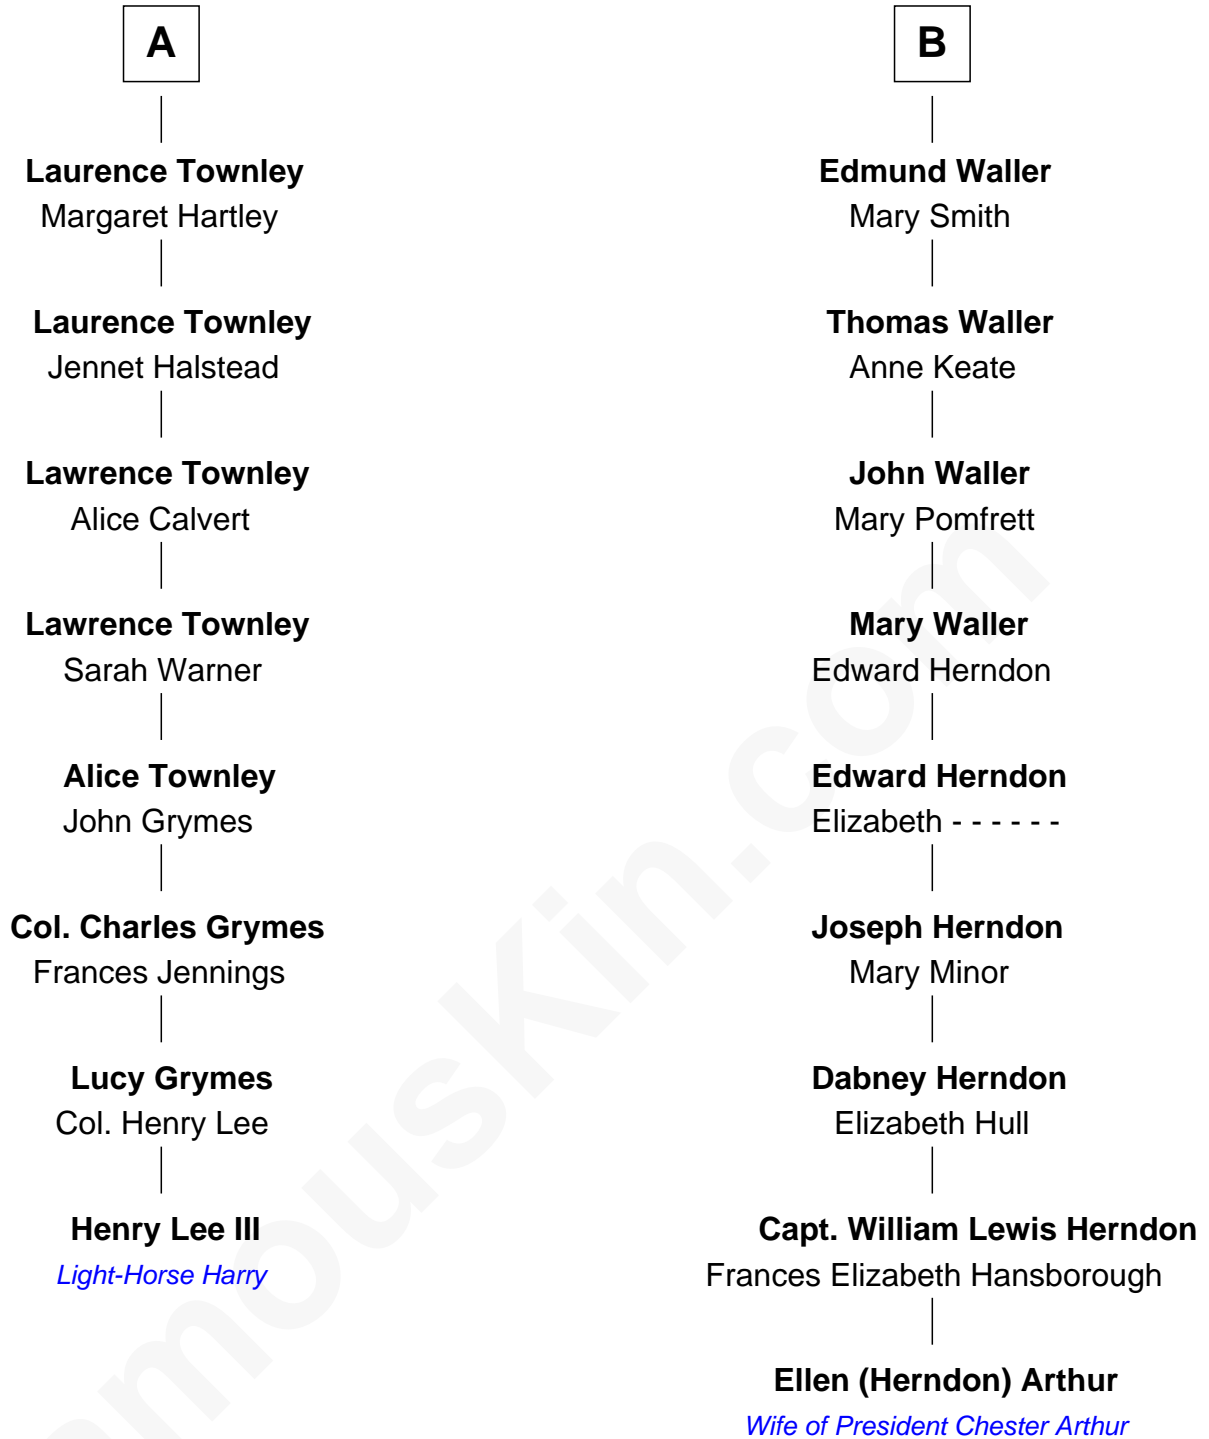 A
Laurence Townley
Margaret Hartley
Laurence Townley
Jennet Halstead
Lawrence Townley
Alice Calvert
Lawrence Townley
Sarah Warner
Alice Townley
John Grymes
Col. Charles Grymes
Frances Jennings
Lucy Grymes
Col. Henry Lee
Henry Lee III
Light-Horse Harry
B
Edmund Waller
Mary Smith
Thomas Waller
Anne Keate
John Waller
Mary Pomfrett
Mary Waller
Edward Herndon
Edward Herndon
Elizabeth - - - - - -
Joseph Herndon
Mary Minor
Dabney Herndon
Elizabeth Hull
Capt. William Lewis Herndon
Frances Elizabeth Hansborough
Ellen (Herndon) Arthur
Wife of President Chester Arthur
amousKin.com